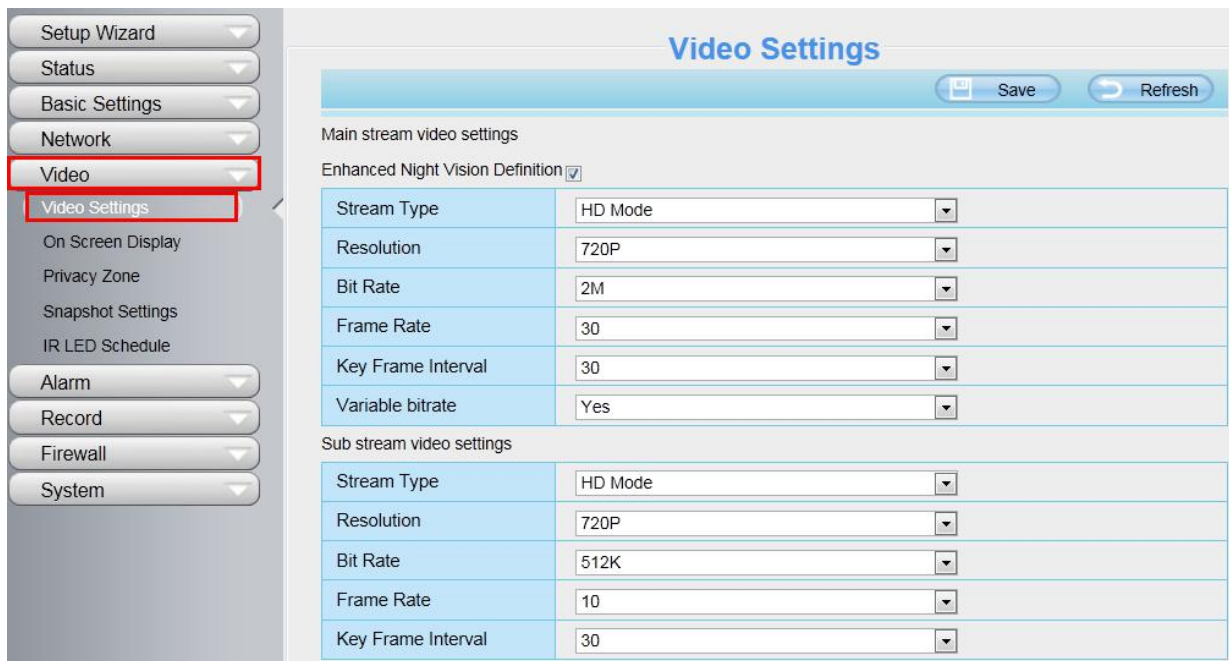 Setup Wizard
Status
Basic Settings
Network
Video
Video Settings
On Screen Display
Privacy Zone
Snapshot Settings
IR LED Schedule
Alarm
Record
Firewall
System
Video Settings
Save Refresh
Main stream video settings
Enhanced Night Vision Definition
Stream Type HD Mode
Resolution 720P
Bit Rate 2M
Frame Rate 30
Key Frame Interval 30
Variable bitrate Yes
Sub stream video settings
Stream Type HD Mode
Resolution 720P
Bit Rate 512K
Frame Rate 10
Key Frame Interval 30